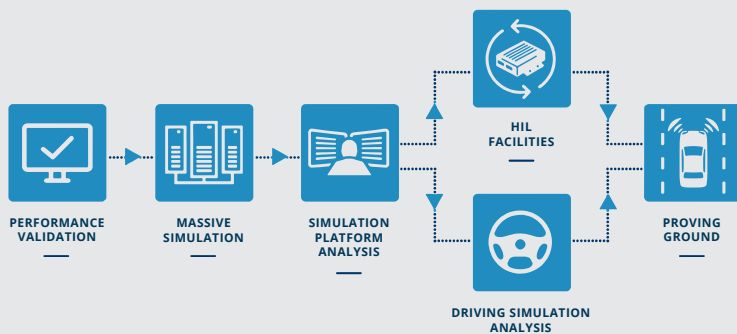 PERFORMANCE
VALIDATION
MASSIVE
SIMULATION
SIMULATION
PLATFORM
ANALYSIS
HIL
FACILITIES
DRIVING SIMULATION
ANALYSIS
PROVING
GROUND